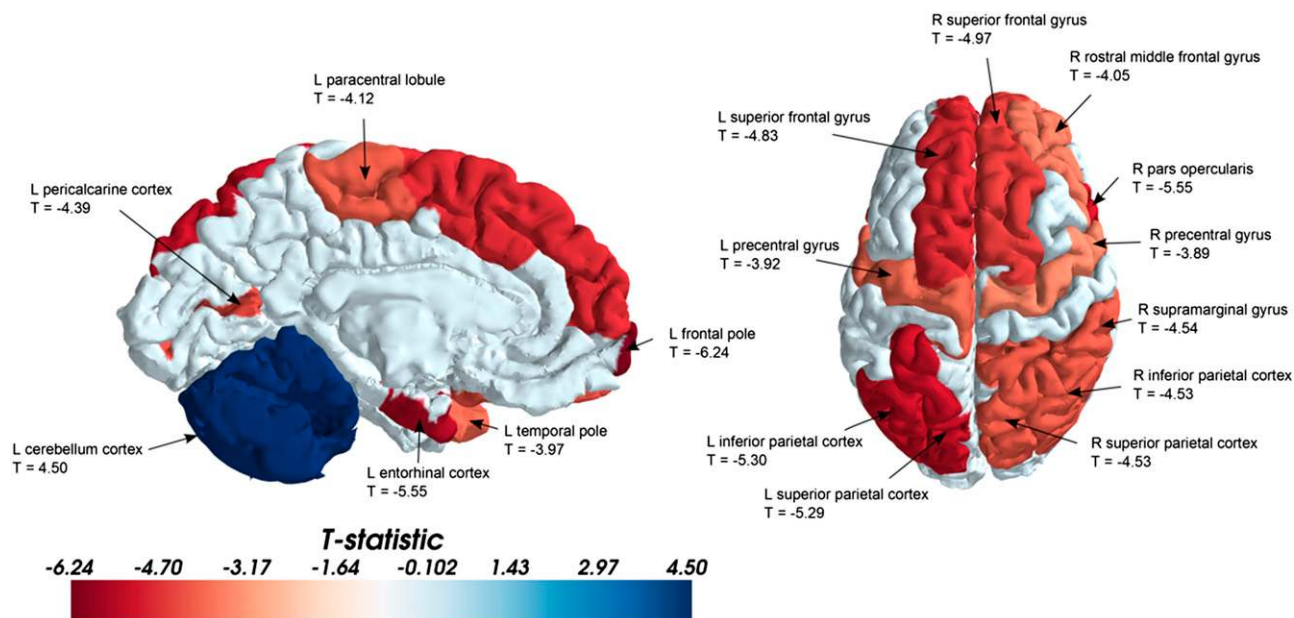 L paracentral lobule
T = -4.12
L pericalcarine cortex
T = -4.39
L frontal pole
T = -6.24
L temporal pole
T = -3.97
L cerebellum cortex
T = 4.50
L entorhinal cortex
T = -5.55
R superior frontal gyrus
T = -4.97
R rostral middle frontal gyrus
T = -4.05
L superior frontal gyrus
T = -4.83
R pars opercularis
T = -5.55
L precentral gyrus
T = -3.92
R precentral gyrus
T = -3.89
R supramarginal gyrus
T = -4.54
R inferior parietal cortex
T = -4.53
L inferior parietal cortex
T = -5.30
R superior parietal cortex
T = -4.53
L superior parietal cortex
T = -5.29
T-statistic
-6.24 -4.70 -3.17 -1.64 -0.102 1.43 2.97 4.50